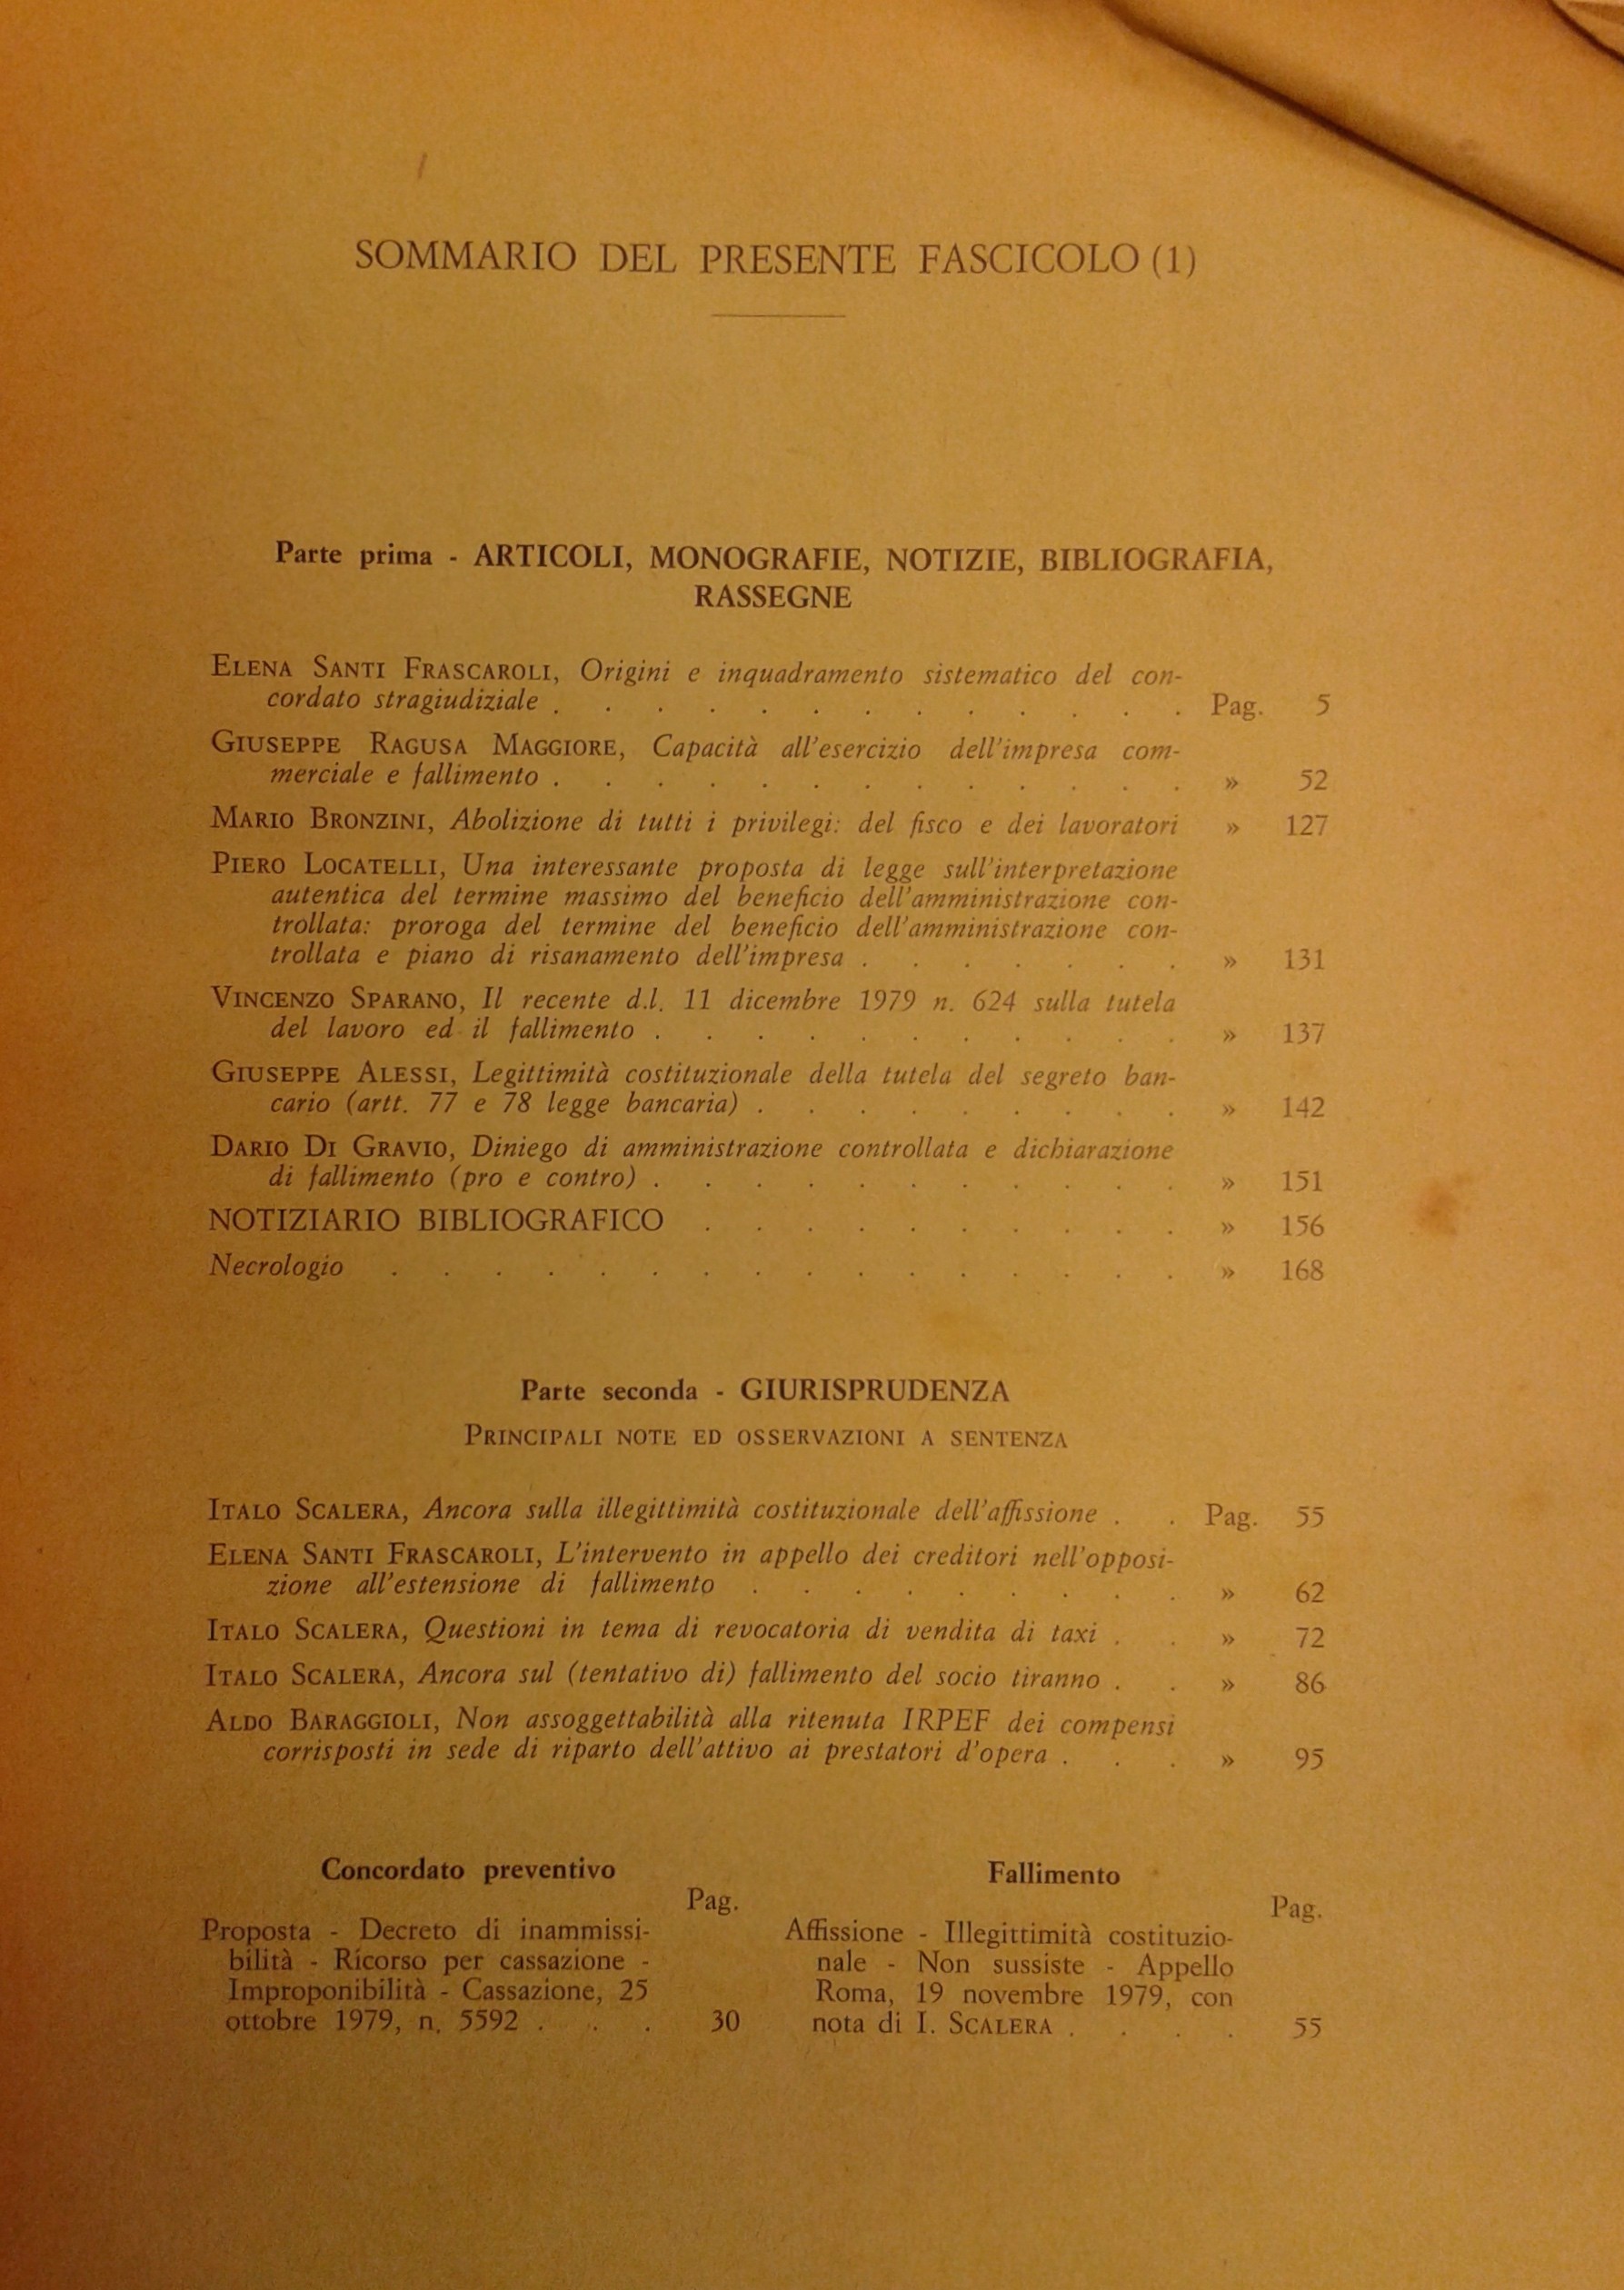 SOMMARIO DEL PRESENTE FASCICOLO (1)
Parte prima - ARTICOLI, MONOGRAFIE, NOTIZIE, BIBLIOGRAFIA,
RASSEGNE
ELENA SANTI FRASCAROLI, Origini e inquadramento sistematico del con-
cordato stragiudiziale . . . . . . . . . . . . . Pag. 5
GIUSEPPE RAGUSA MAGGIORE, Capacità all'esercizio dell'impresa com-
merciale e fallimento . . . . . . . . . . . . . » 52
MARIO BRONZINI, Abolizione di tutti i privilegi: del fisco e dei lavoratori » 127
PIERO LOCATELLI, Una interessante proposta di legge sull'interpretazione
autentica del termine massimo del beneficio dell'amministrazione con-
trollata: proroga del termine del beneficio dell'amministrazione con-
trollata e piano di risanamento dell'impresa . . . . . . . » 131
VINCENZO SPARANO, Il recente d.l. 11 dicembre 1979 n. 624 sulla tutela
del lavoro ed il fallimento . . . . . . . . . . . » 137
GIUSEPPE ALESSI, Legittimità costituzionale della tutela del segreto ban-
cario (artt. 77 e 78 legge bancaria) . . . . . . . . . » 142
DARIO DI GRAVIO, Diniego di amministrazione controllata e dichiarazione
di fallimento (pro e contro) . . . . . . . . . . . » 151
NOTIZIARIO BIBLIOGRAFICO . . . . . . . . . . » 156
Necrologio . . . . . . . . . . . . . . . . » 168
Parte seconda - GIURISPRUDENZA
PRINCIPALI NOTE ED OSSERVAZIONI A SENTENZA
ITALO SCALERA, Ancora sulla illegittimità costituzionale dell'affissione . . Pag. 55
ELENA SANTI FRASCAROLI, L'intervento in appello dei creditori nell'opposi-
zione all'estensione di fallimento . . . . . . . . . » 62
ITALO SCALERA, Questioni in tema di revocatoria di vendita di taxi . . » 72
ITALO SCALERA, Ancora sul (tentativo di) fallimento del socio tiranno . . » 86
ALDO BARAGGIOLI, Non assoggettabilità alla ritenuta IRPEF dei compensi
corrisposti in sede di riparto dell'attivo ai prestatori d'opera . . . » 95
Concordato preventivo
Pag.
Proposta - Decreto di inammissi-
bilità - Ricorso per cassazione -
Improponibilità - Cassazione, 25
ottobre 1979, n. 5592 . . . 30
Fallimento
Pag.
Affissione - Illegittimità costituzio-
nale - Non sussiste - Appello
Roma, 19 novembre 1979, con
nota di I. SCALERA . . . . 55